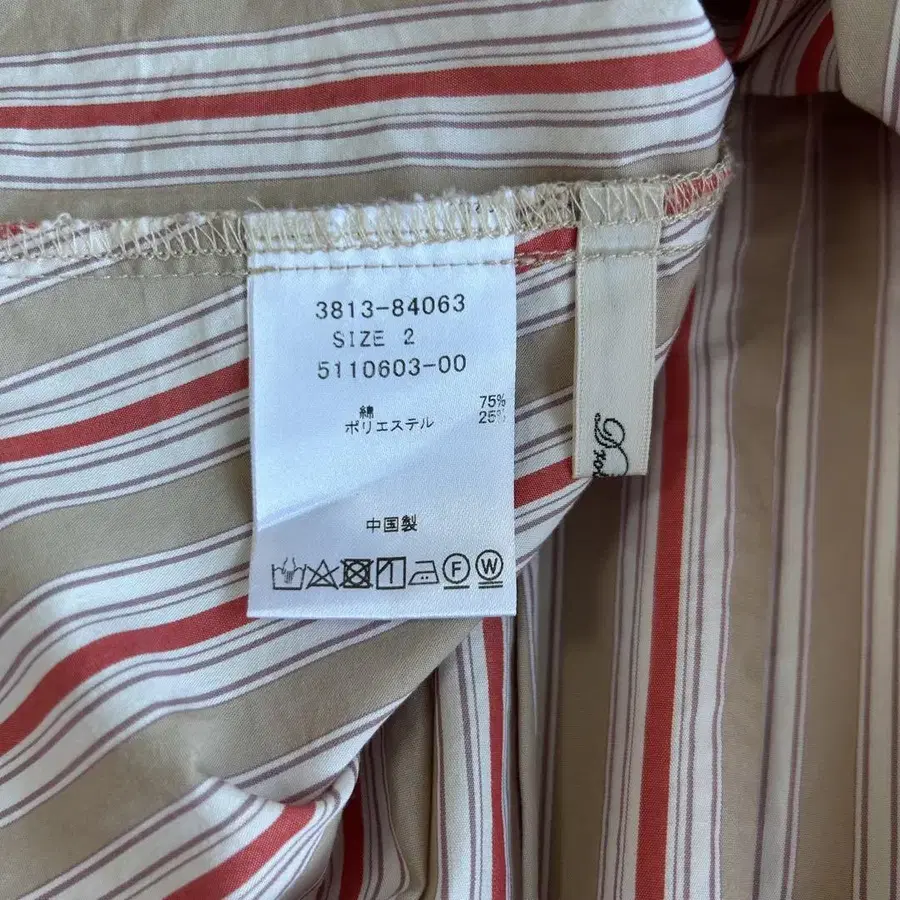 3813-84063
SIZE 2
5110603-00
綿 75%
ポリエステル 25%
中国製
F W